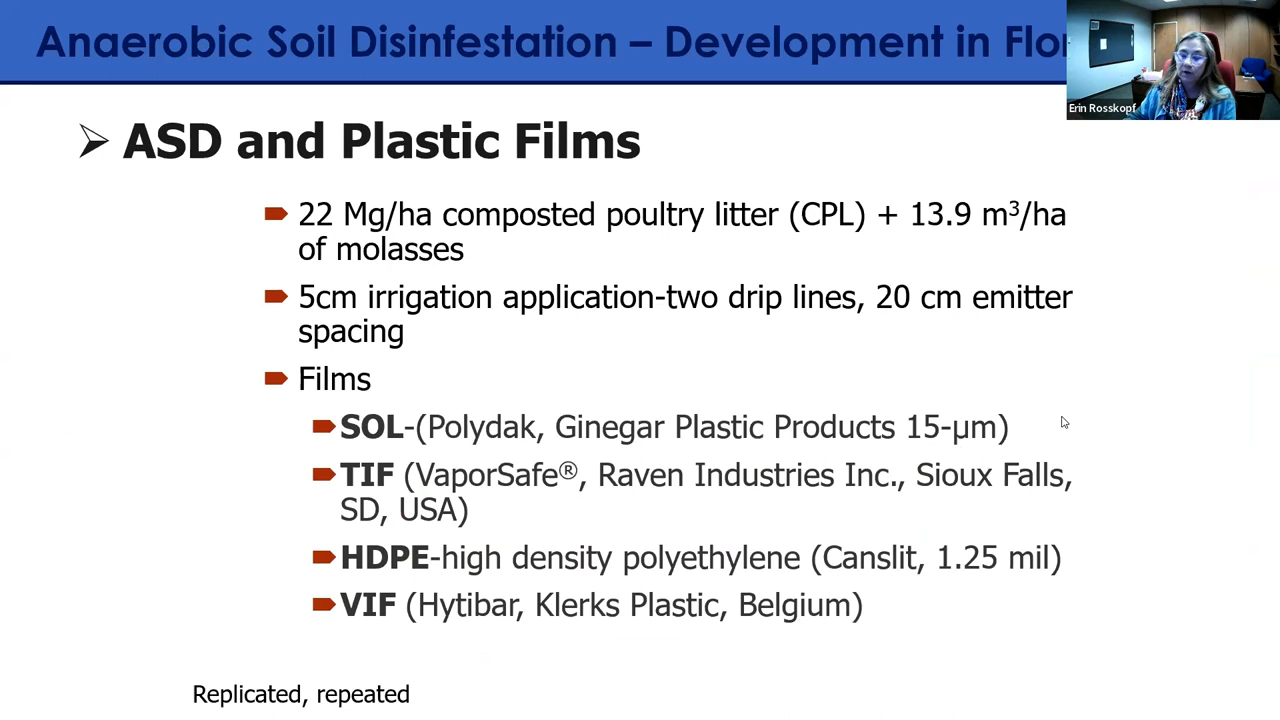 Anaerobic Soil Disinfestation – Development in Flor
Erin Rosskopf
ASD and Plastic Films
22 Mg/ha composted poultry litter (CPL) + 13.9 m³/ha
of molasses
5cm irrigation application-two drip lines, 20 cm emitter
spacing
Films
SOL-(Polydak, Ginegar Plastic Products 15-µm)
TIF (VaporSafe®, Raven Industries Inc., Sioux Falls,
SD, USA)
HDPE-high density polyethylene (Canslit, 1.25 mil)
VIF (Hytibar, Klerks Plastic, Belgium)
Replicated, repeated